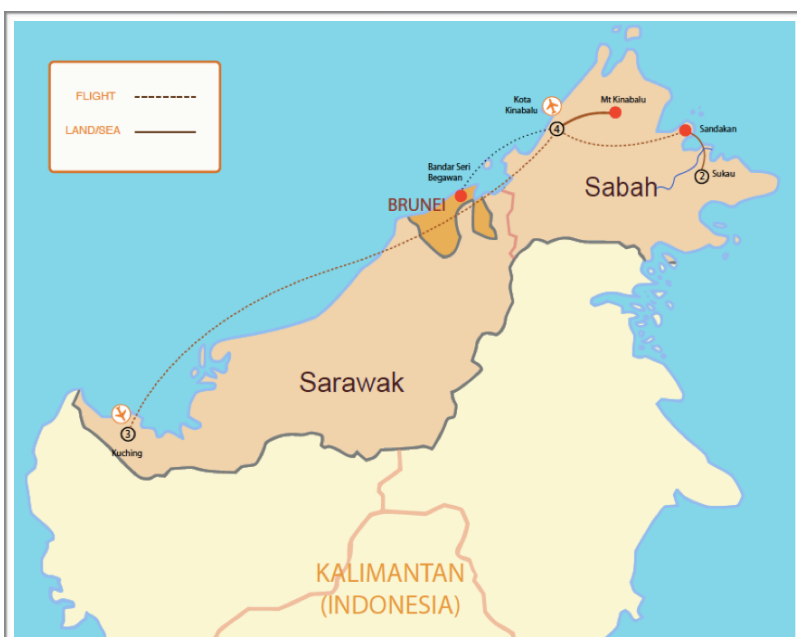 FLIGHT
LAND/SEA
Kota
Kinabalu
Mt Kinabalu
4
Sandakan
Bandar Seri
Begawan
2
Sukau
Sabah
BRUNEI
Sarawak
3
Kuching
KALIMANTAN
(INDONESIA)